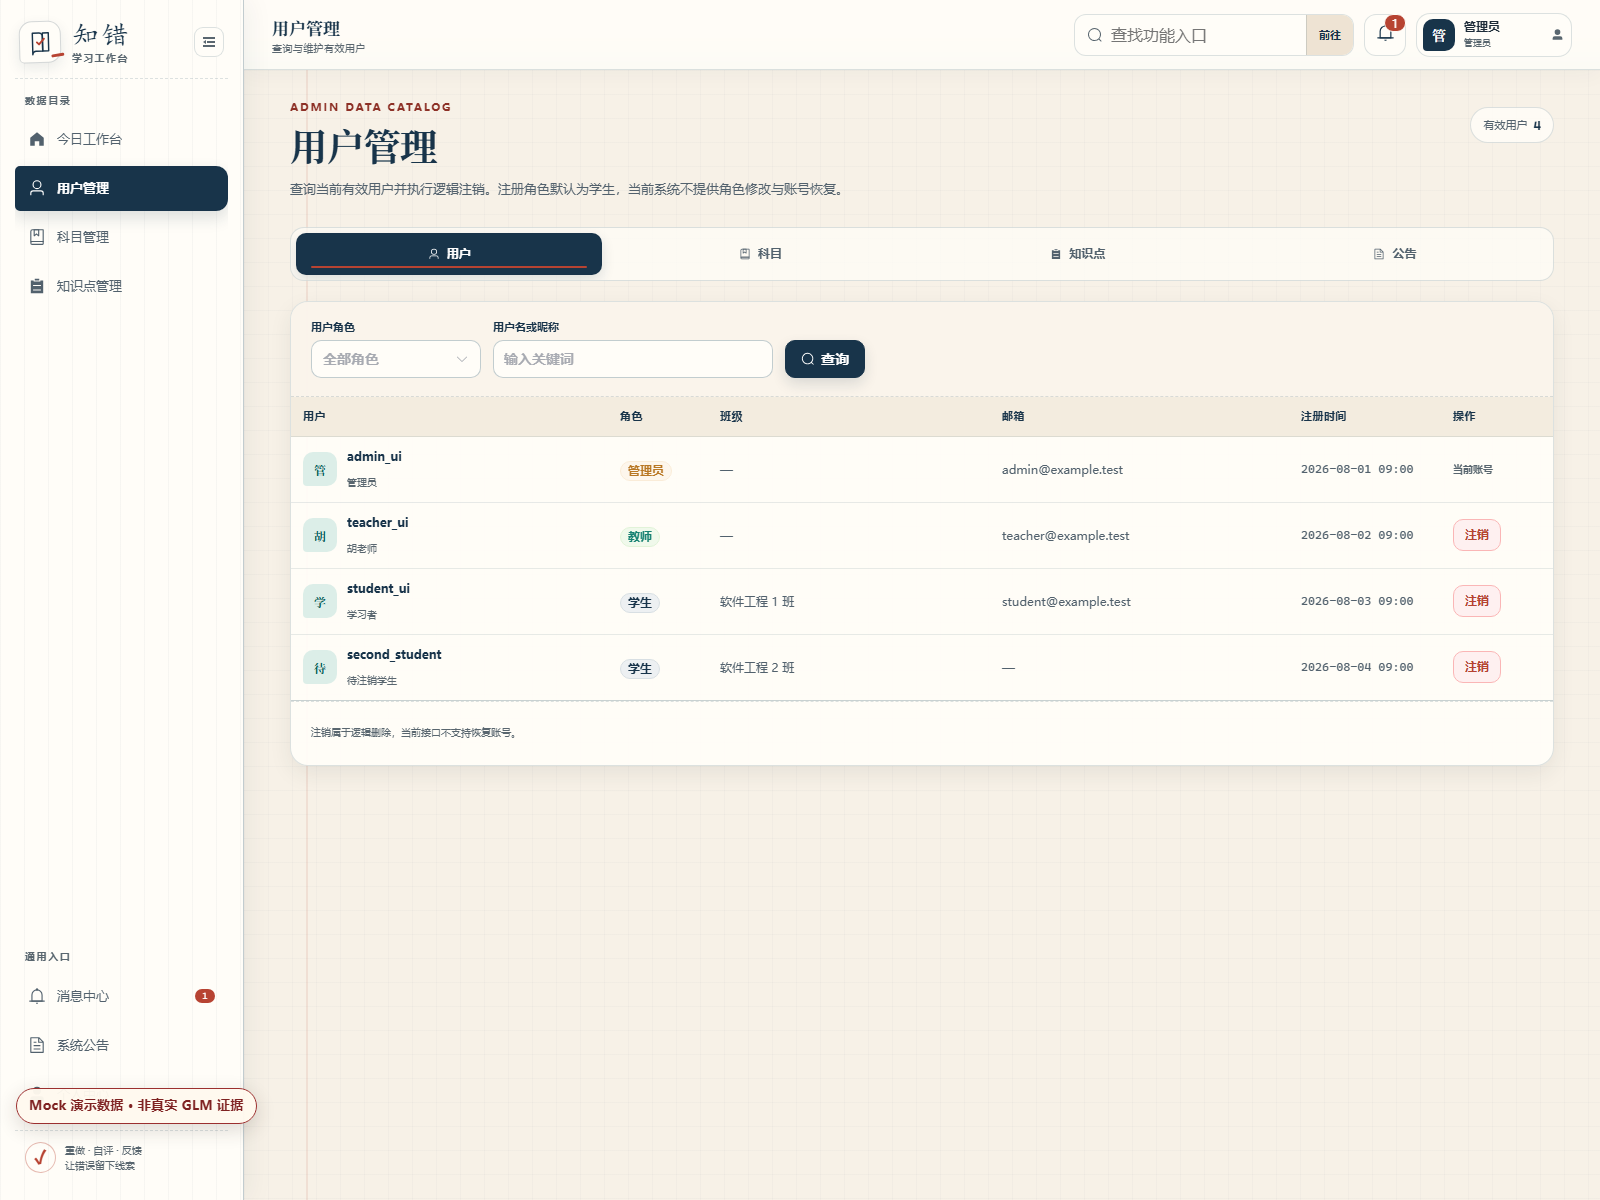 知错
学习工作台
数据目录
今日工作台
用户管理
科目管理
知识点管理
通用入口
消息中心 1
系统公告
Mock 演示数据 • 非真实 GLM 证据
重做 · 自评 · 反馈
让错误留下线索
用户管理
查询与维护有效用户
查找功能入口 前往
1
管 管理员
管理员
ADMIN DATA CATALOG
用户管理
查询当前有效用户并执行逻辑注销。注册角色默认为学生，当前系统不提供角色修改与账号恢复。
有效用户 4
用户 科目 知识点 公告
用户角色 用户名或昵称
全部角色 输入关键词 查询
用户 角色 班级 邮箱 注册时间 操作
管 admin_ui
管理员
管理员 — admin@example.test 2026-08-01 09:00 当前账号
胡 teacher_ui
胡老师
教师 — teacher@example.test 2026-08-02 09:00 注销
学 student_ui
学习者
学生 软件工程 1 班 student@example.test 2026-08-03 09:00 注销
待 second_student
待注销学生
学生 软件工程 2 班 — 2026-08-04 09:00 注销
注销属于逻辑删除，当前接口不支持恢复账号。